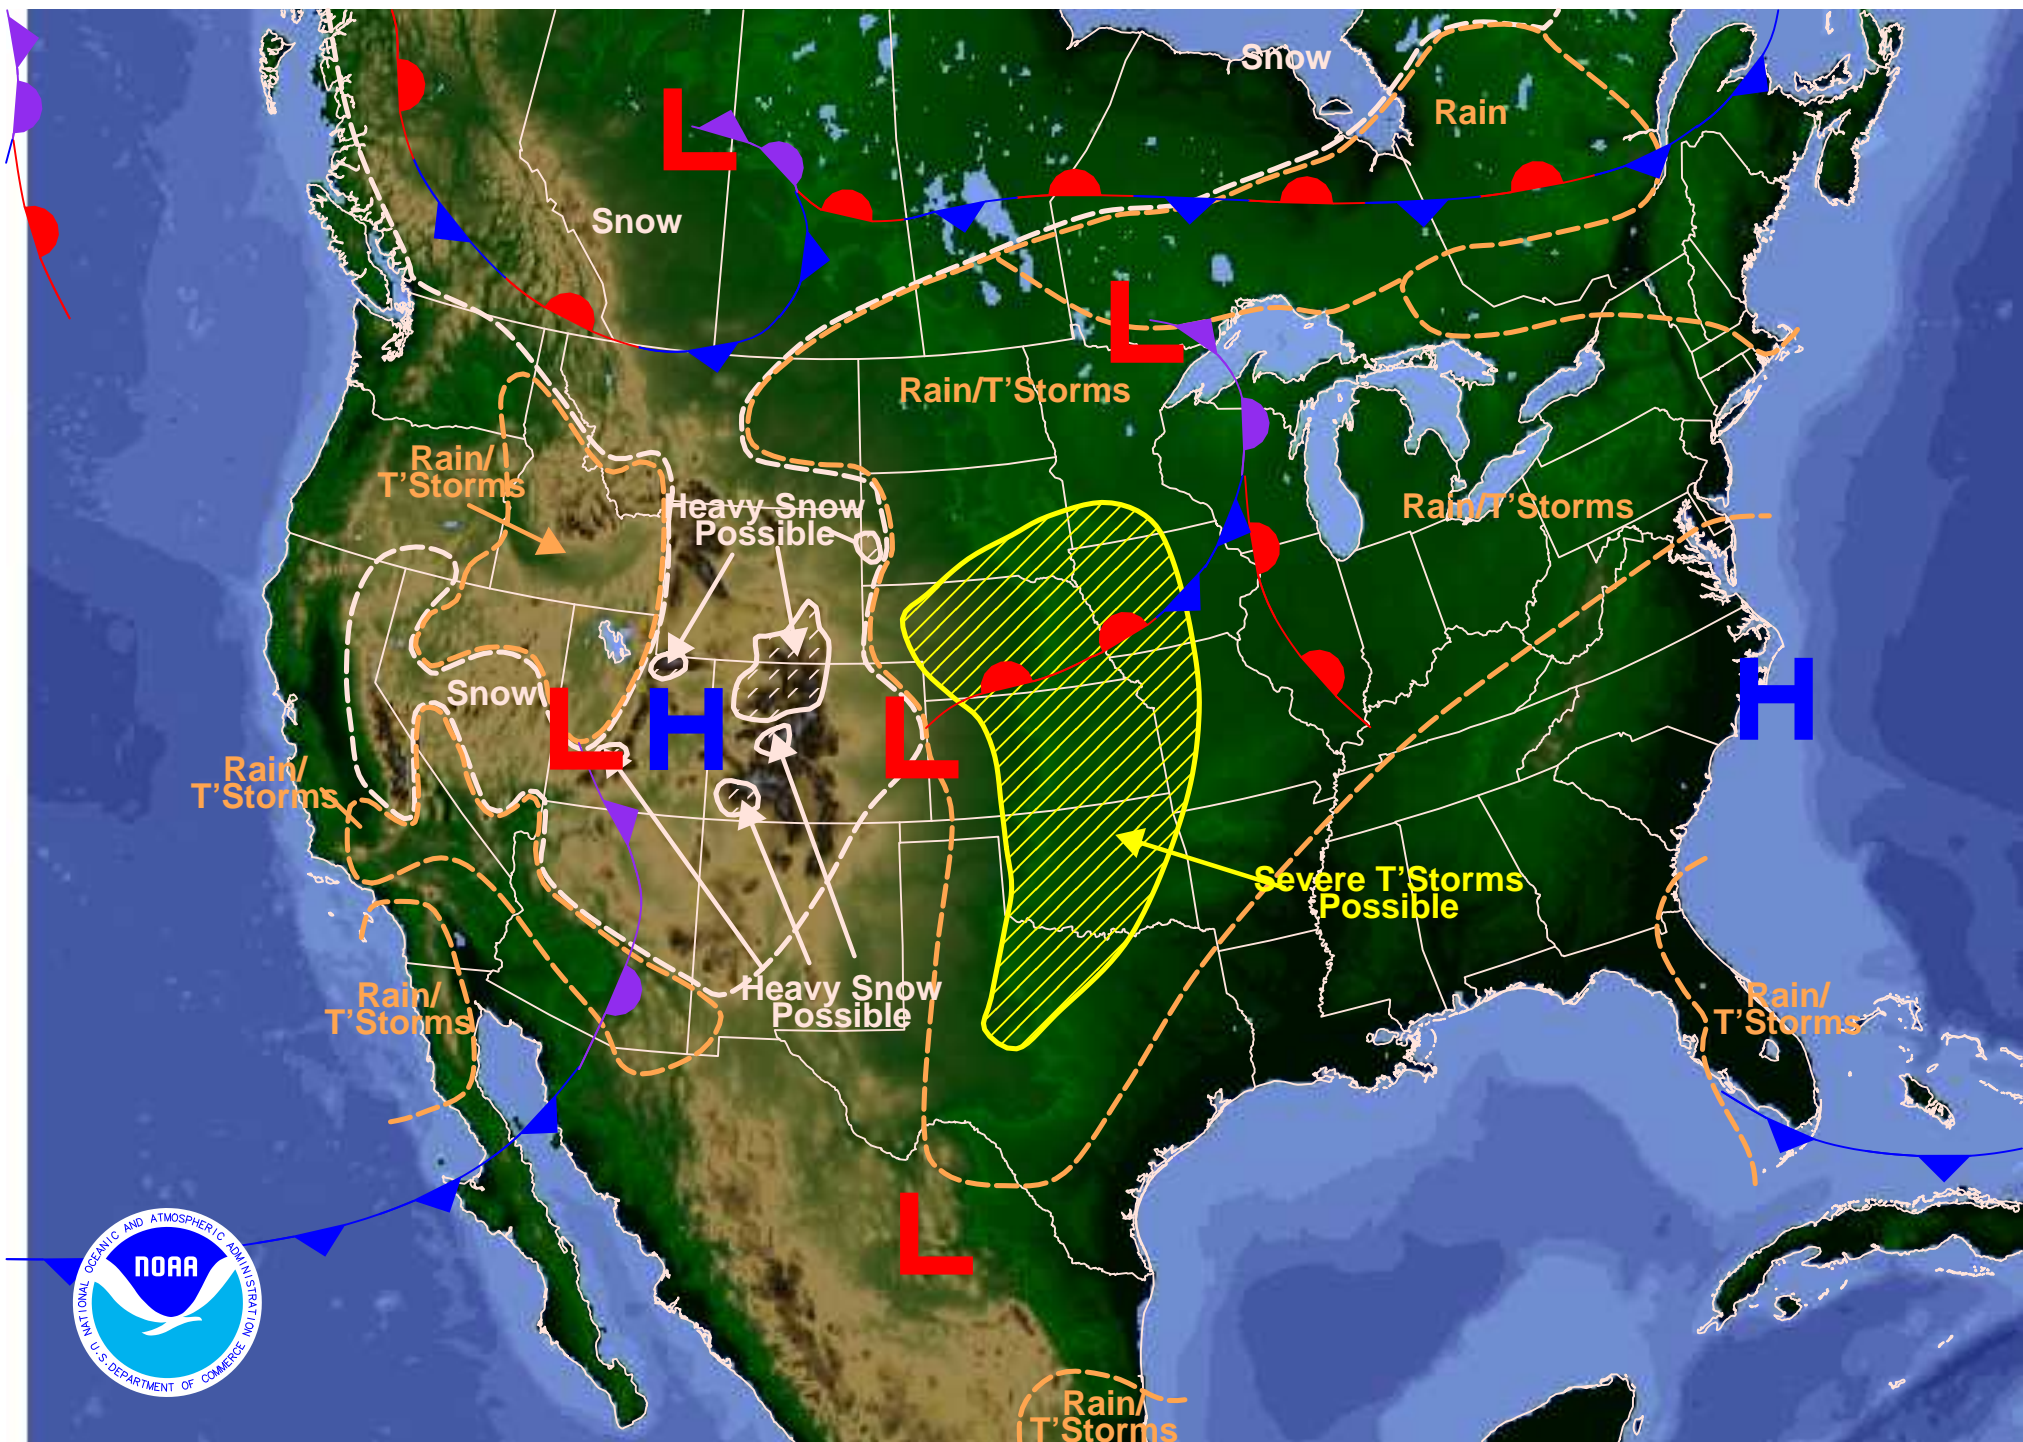 Snow
Rain
L
Snow
L
Rain/T'Storms
Rain/
T'Storms
Heavy Snow
Possible
Rain/T'Storms
Snow
L
H
L
H
Rain/
T'Storms
Severe T'Storms
Possible
Rain/
T'Storms
Heavy Snow
Possible
Rain/
T'Storms
L
NATIONAL OCEANIC AND ATMOSPHERIC ADMINISTRATION
NOAA
U.S. DEPARTMENT OF COMMERCE
Rain/
T'Storms